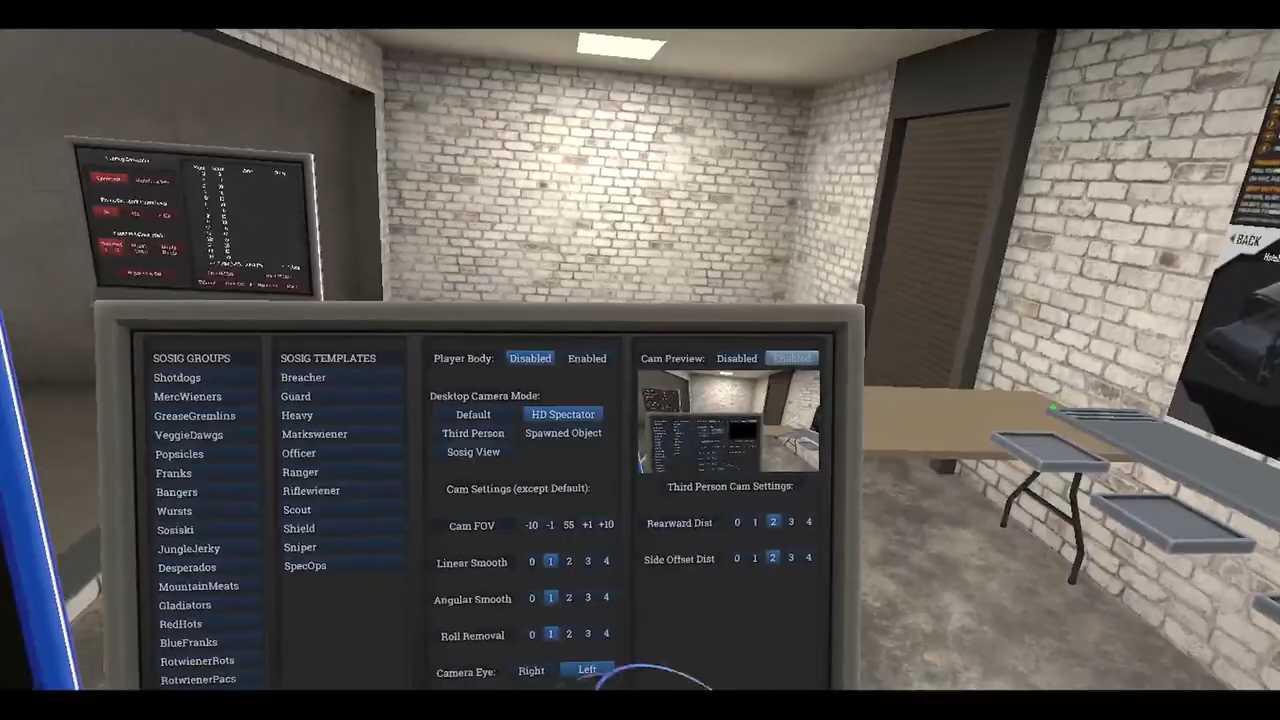 SOSIG GROUPS
Shotdogs
MercWieners
GreaseGremlins
VeggieDawgs
Popsicles
Franks
Bangers
Wursts
Sosiski
JungleJerky
Desperados
MountainMeats
Gladiators
RedHots
BlueFranks
RotwienerRots
RotwienerPacs
SOSIG TEMPLATES
Breacher
Guard
Heavy
Markswiener
Officer
Ranger
Riflewiener
Scout
Shield
Sniper
SpecOps
Player Body: Disabled Enabled
Desktop Camera Mode:
Default HD Spectator
Third Person Spawned Object
Sosig View
Cam Settings (except Default):
Cam FOV -10 -1 55 +1 +10
Linear Smooth 0 1 2 3 4
Angular Smooth 0 1 2 3 4
Roll Removal 0 1 2 3 4
Camera Eye: Right Left
Cam Preview: Disabled Enabled
Third Person Cam Settings:
Rearward Dist 0 1 2 3 4
Side Offset Dist 0 1 2 3 4
BACK